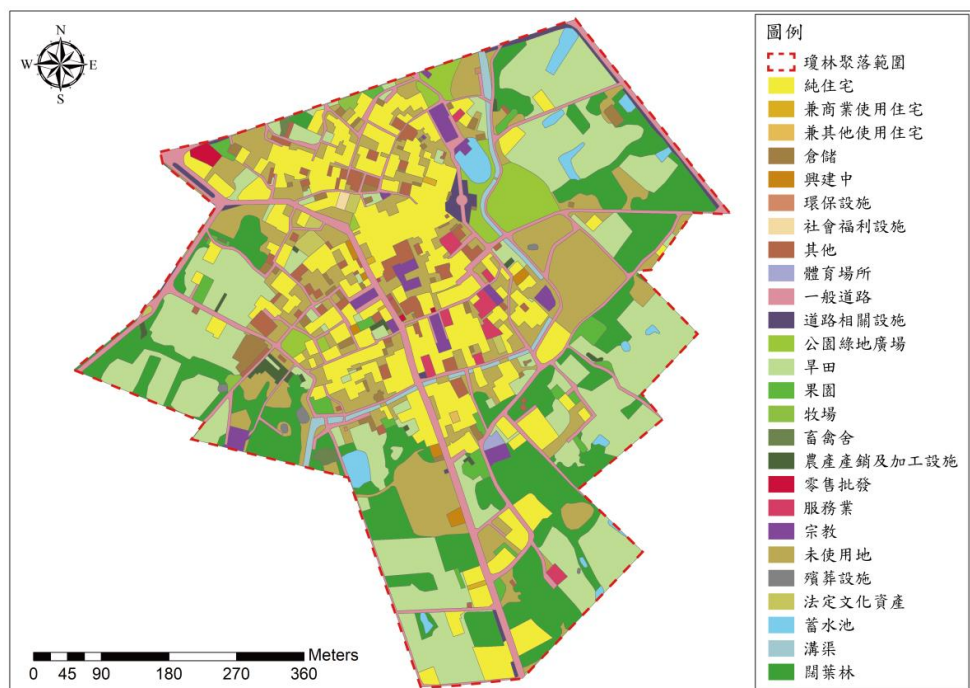 N
W E
S
0 45 90 180 270 360 Meters
圖例
瓊林聚落範圍
純住宅
兼商業使用住宅
兼其他使用住宅
倉儲
興建中
環保設施
社會福利設施
其他
體育場所
一般道路
道路相關設施
公園綠地廣場
旱田
果園
牧場
畜禽舍
農產產銷及加工設施
零售批發
服務業
宗教
未使用地
殯葬設施
法定文化資產
蓄水池
溝渠
闊葉林